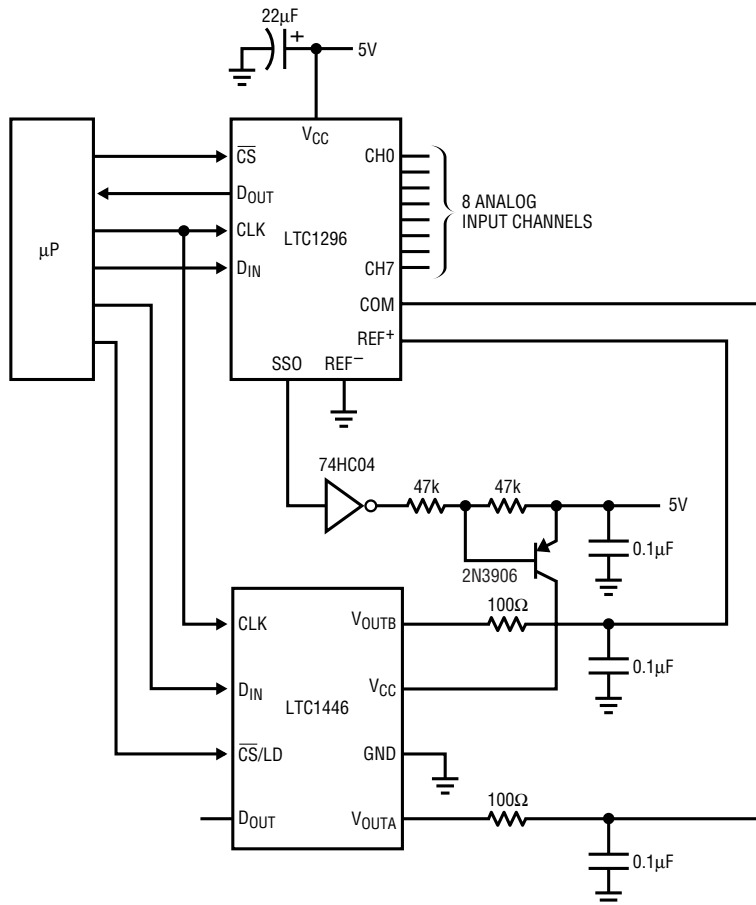 22µF
+
5V
V_CC
µP
C̅S̅
D_OUT
CLK
D_IN
LTC1296
CH0
8 ANALOG
INPUT CHANNELS
CH7
COM
REF⁺
SSO
REF⁻
74HC04
47k
47k
5V
0.1µF
2N3906
100Ω
CLK
V_OUTB
0.1µF
D_IN
LTC1446
V_CC
C̅S̅/LD
GND
100Ω
D_OUT
V_OUTA
0.1µF